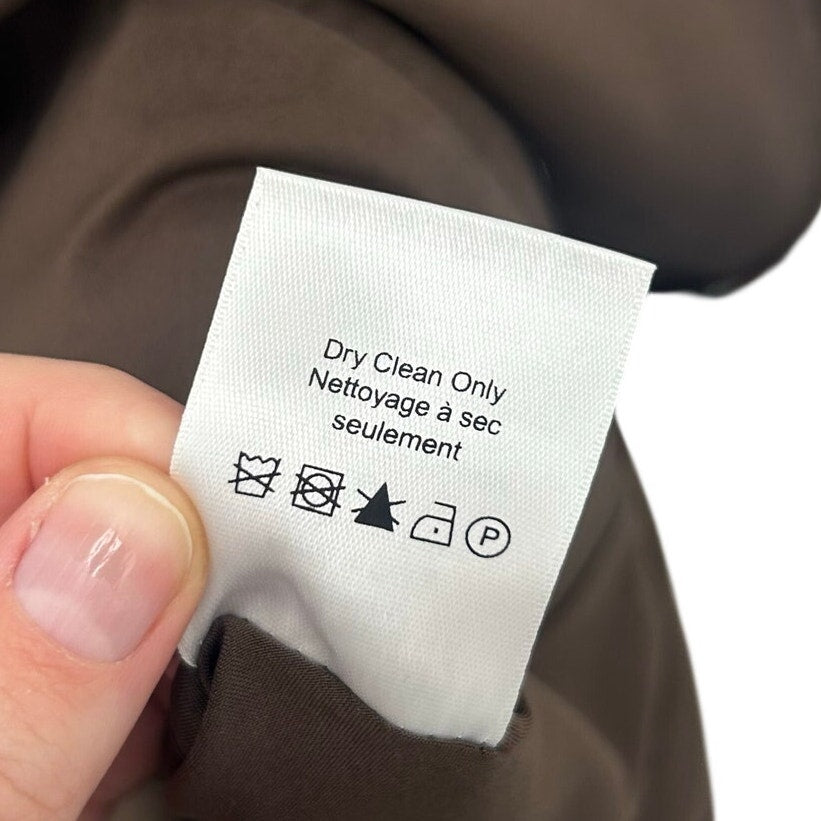 Dry Clean Only
Nettoyage à sec
seulement
P